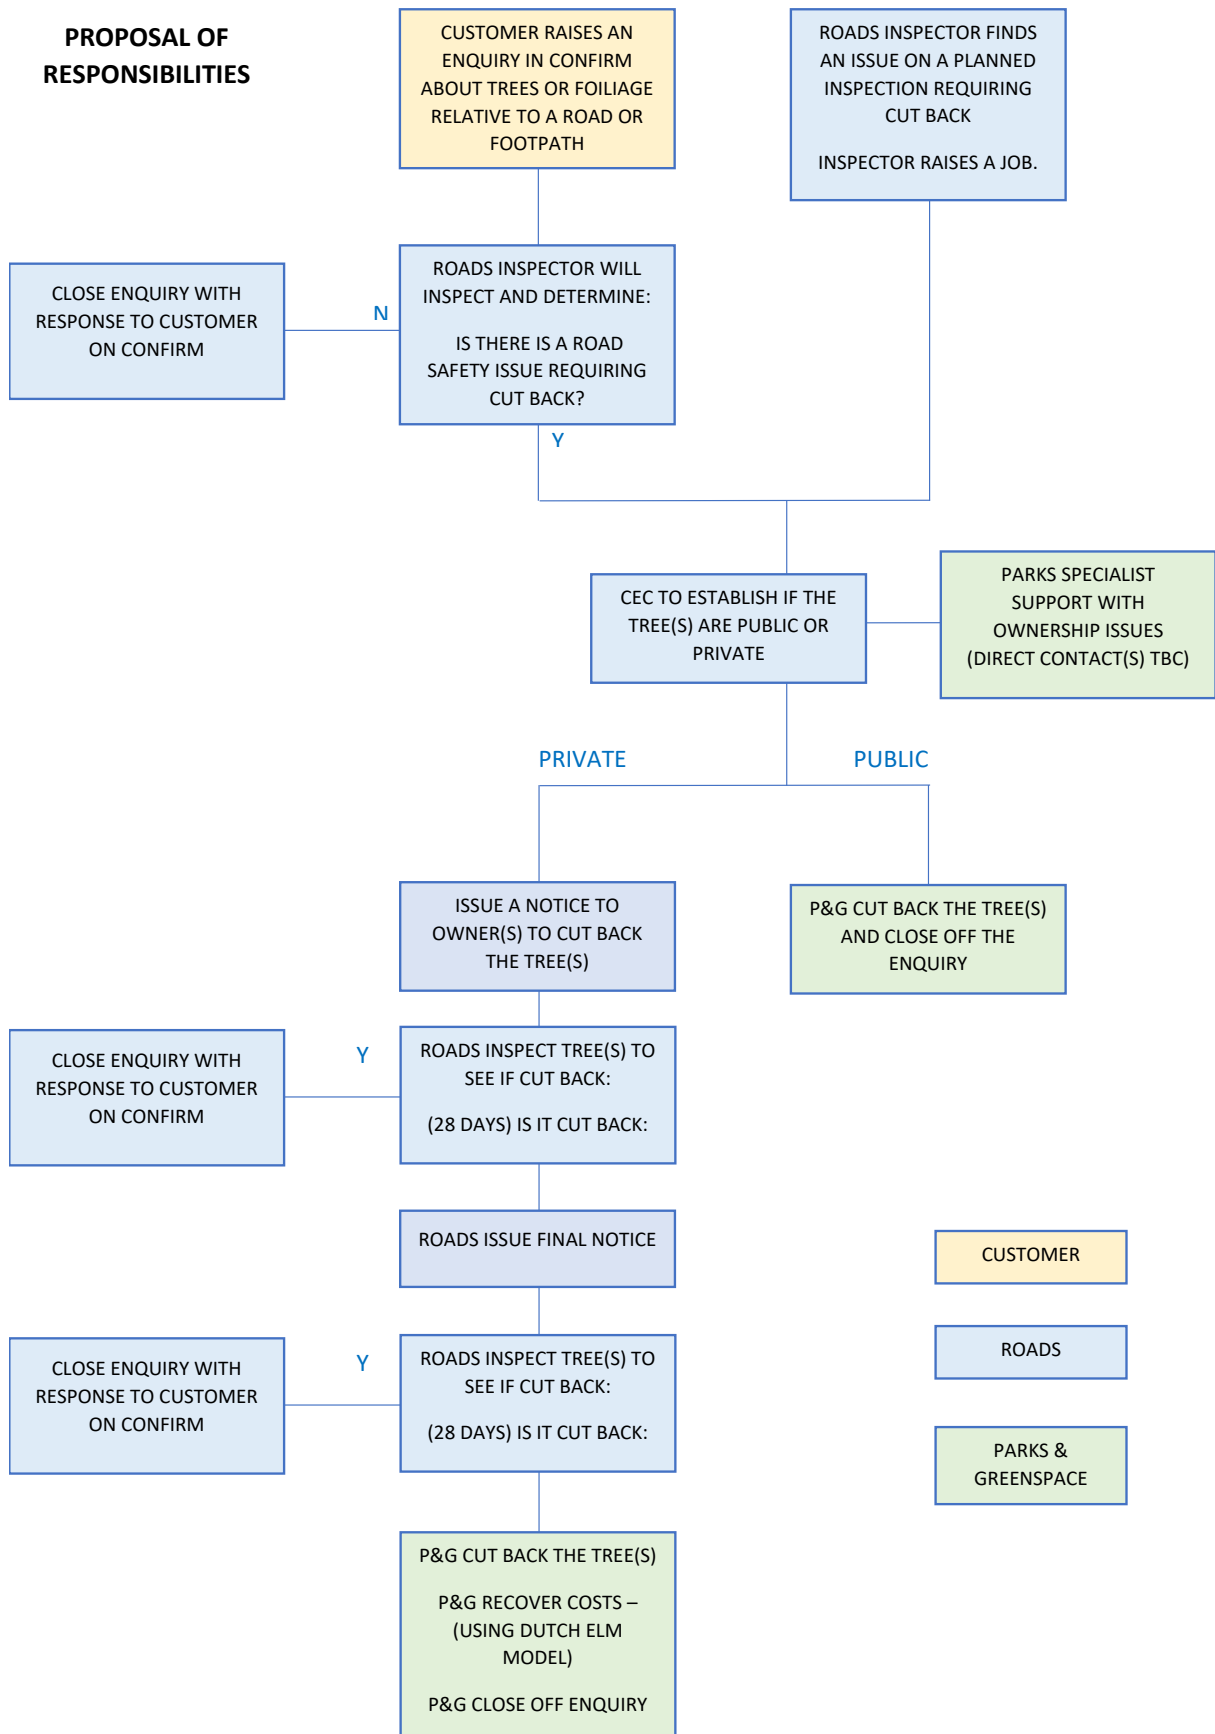 PROPOSAL OF
RESPONSIBILITIES
CUSTOMER RAISES AN
ENQUIRY IN CONFIRM
ABOUT TREES OR FOILIAGE
RELATIVE TO A ROAD OR
FOOTPATH
ROADS INSPECTOR FINDS
AN ISSUE ON A PLANNED
INSPECTION REQUIRING
CUT BACK
INSPECTOR RAISES A JOB.
CLOSE ENQUIRY WITH
RESPONSE TO CUSTOMER
ON CONFIRM
N
ROADS INSPECTOR WILL
INSPECT AND DETERMINE:
IS THERE IS A ROAD
SAFETY ISSUE REQUIRING
CUT BACK?
Y
CEC TO ESTABLISH IF THE
TREE(S) ARE PUBLIC OR
PRIVATE
PARKS SPECIALIST
SUPPORT WITH
OWNERSHIP ISSUES
(DIRECT CONTACT(S) TBC)
PRIVATE
PUBLIC
ISSUE A NOTICE TO
OWNER(S) TO CUT BACK
THE TREE(S)
P&G CUT BACK THE TREE(S)
AND CLOSE OFF THE
ENQUIRY
CLOSE ENQUIRY WITH
RESPONSE TO CUSTOMER
ON CONFIRM
Y
ROADS INSPECT TREE(S) TO
SEE IF CUT BACK:
(28 DAYS) IS IT CUT BACK:
ROADS ISSUE FINAL NOTICE
CUSTOMER
CLOSE ENQUIRY WITH
RESPONSE TO CUSTOMER
ON CONFIRM
Y
ROADS INSPECT TREE(S) TO
SEE IF CUT BACK:
(28 DAYS) IS IT CUT BACK:
ROADS
PARKS &
GREENSPACE
P&G CUT BACK THE TREE(S)
P&G RECOVER COSTS –
(USING DUTCH ELM
MODEL)
P&G CLOSE OFF ENQUIRY